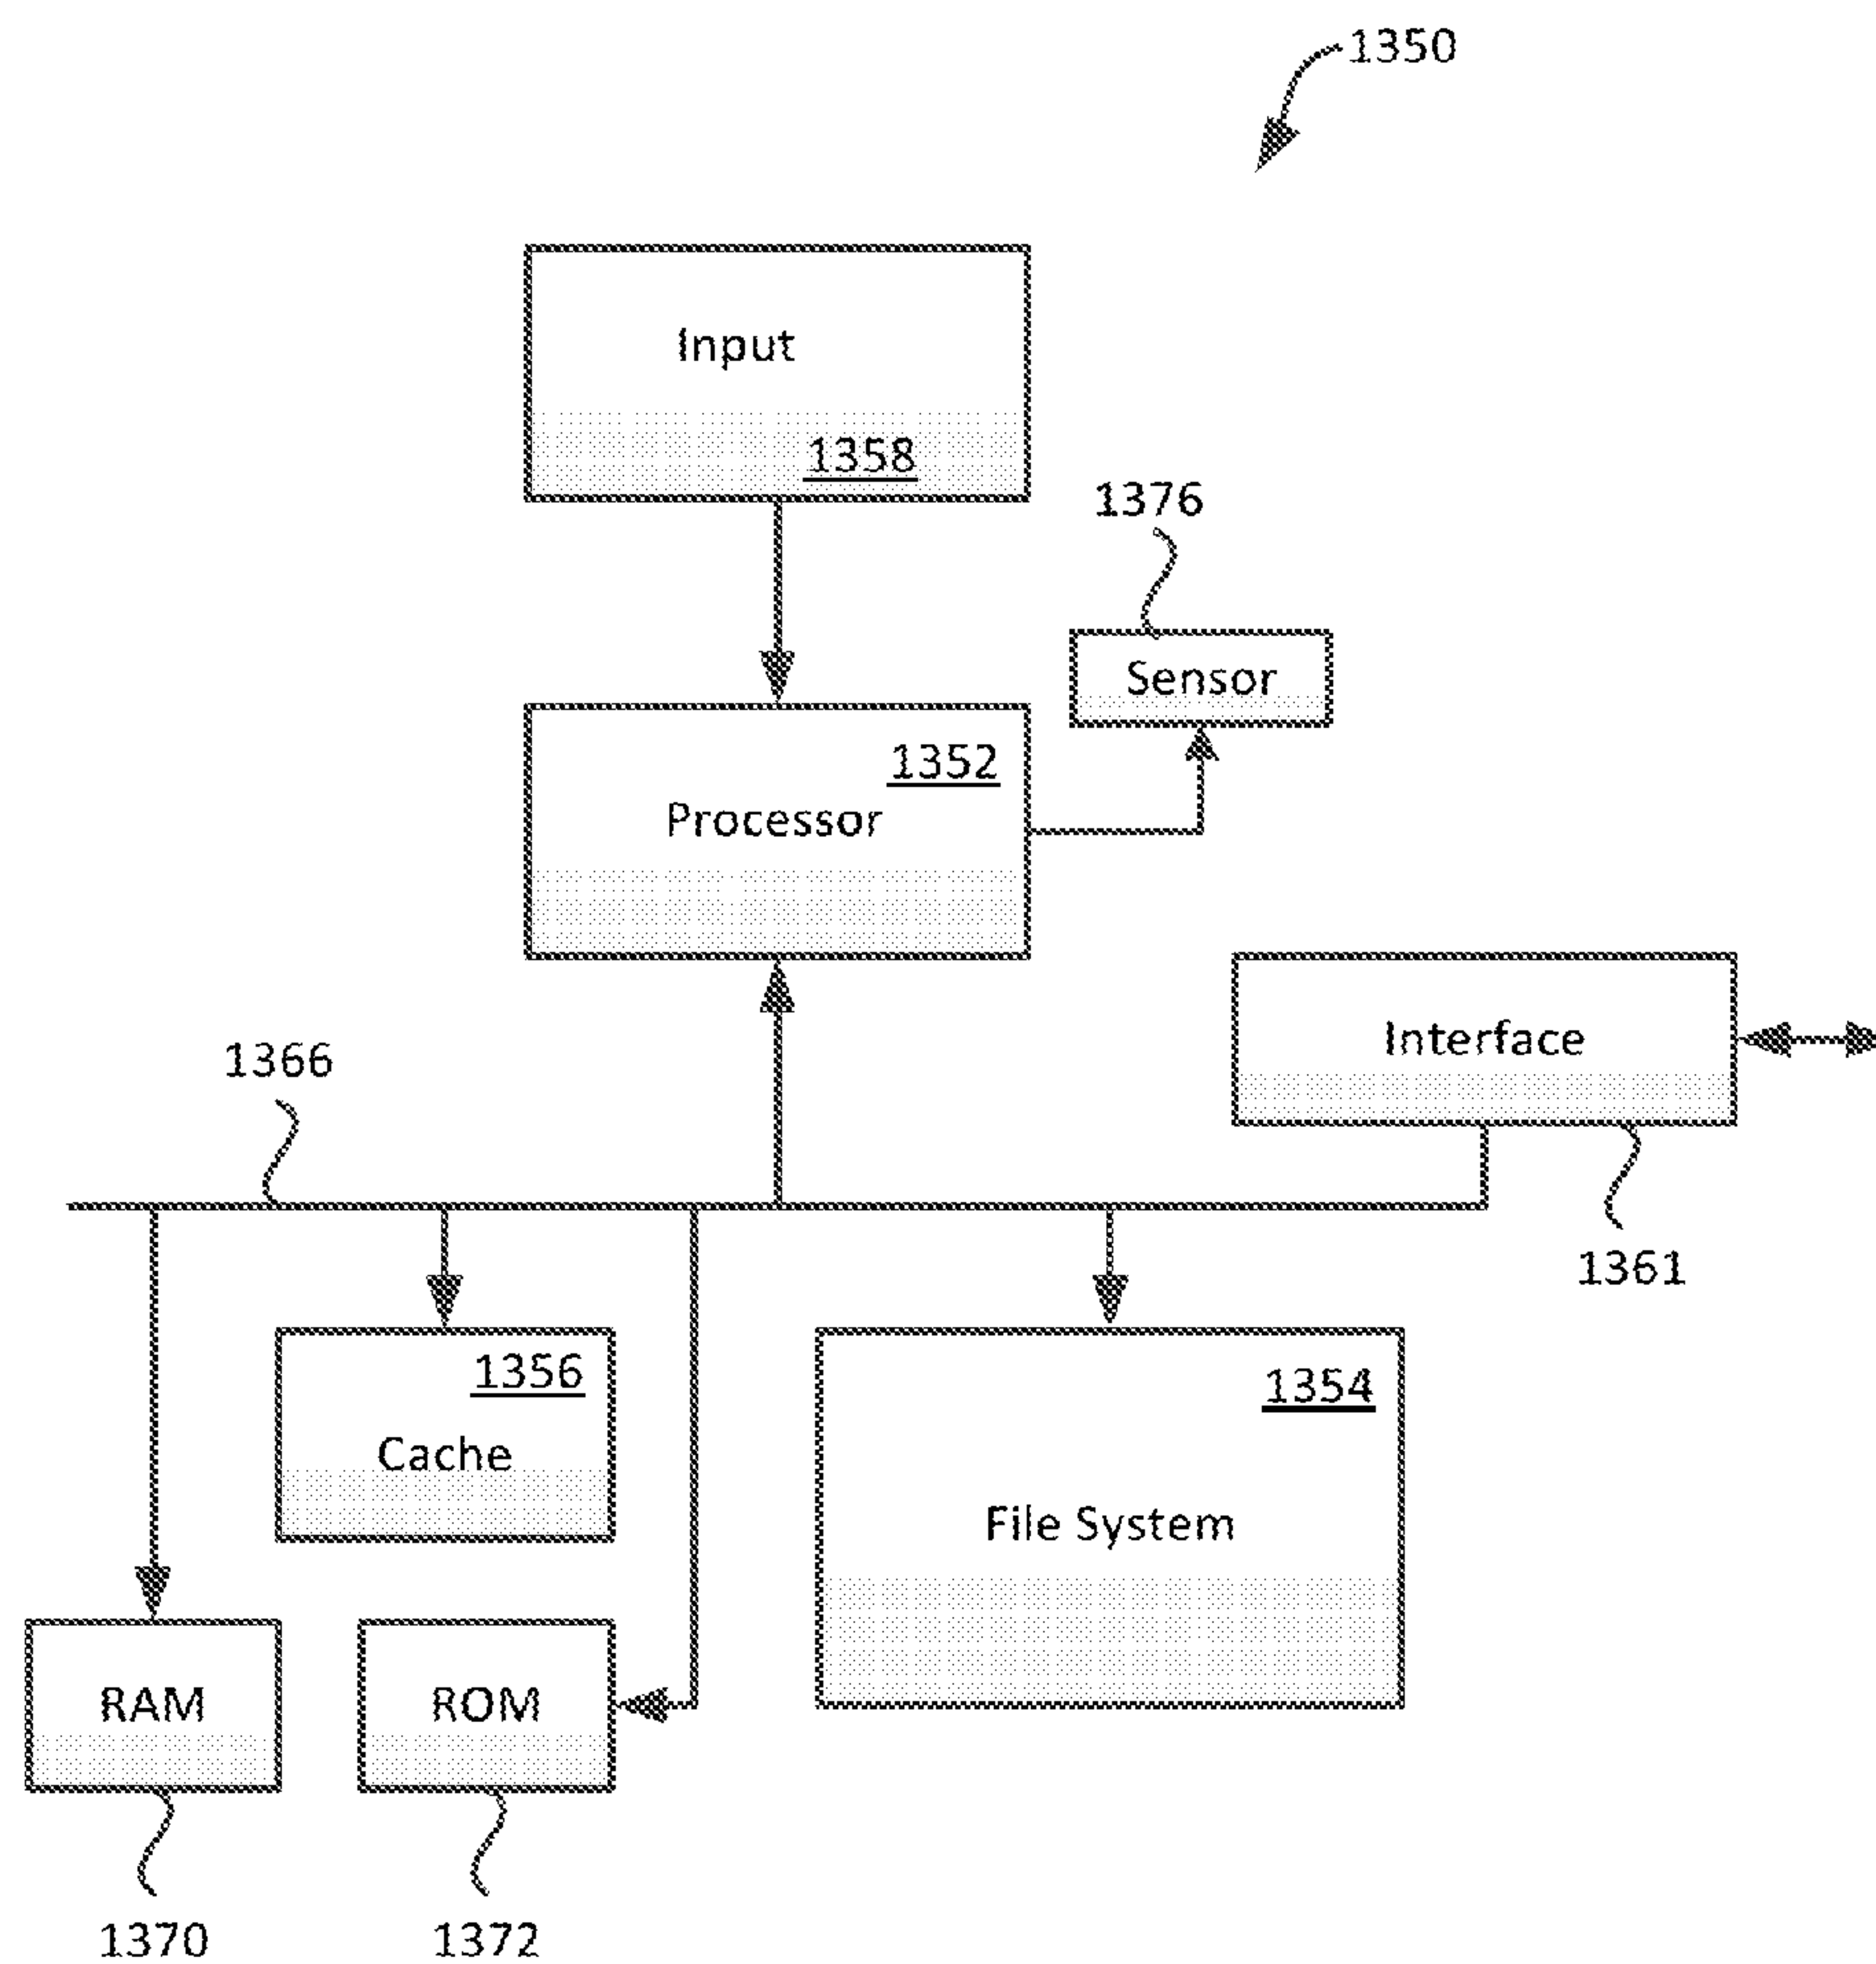 1350
Input
1358
1376
Sensor
1352
Processor
Interface
1366
1361
1356
Cache
1354
File System
RAM
ROM
1370
1372